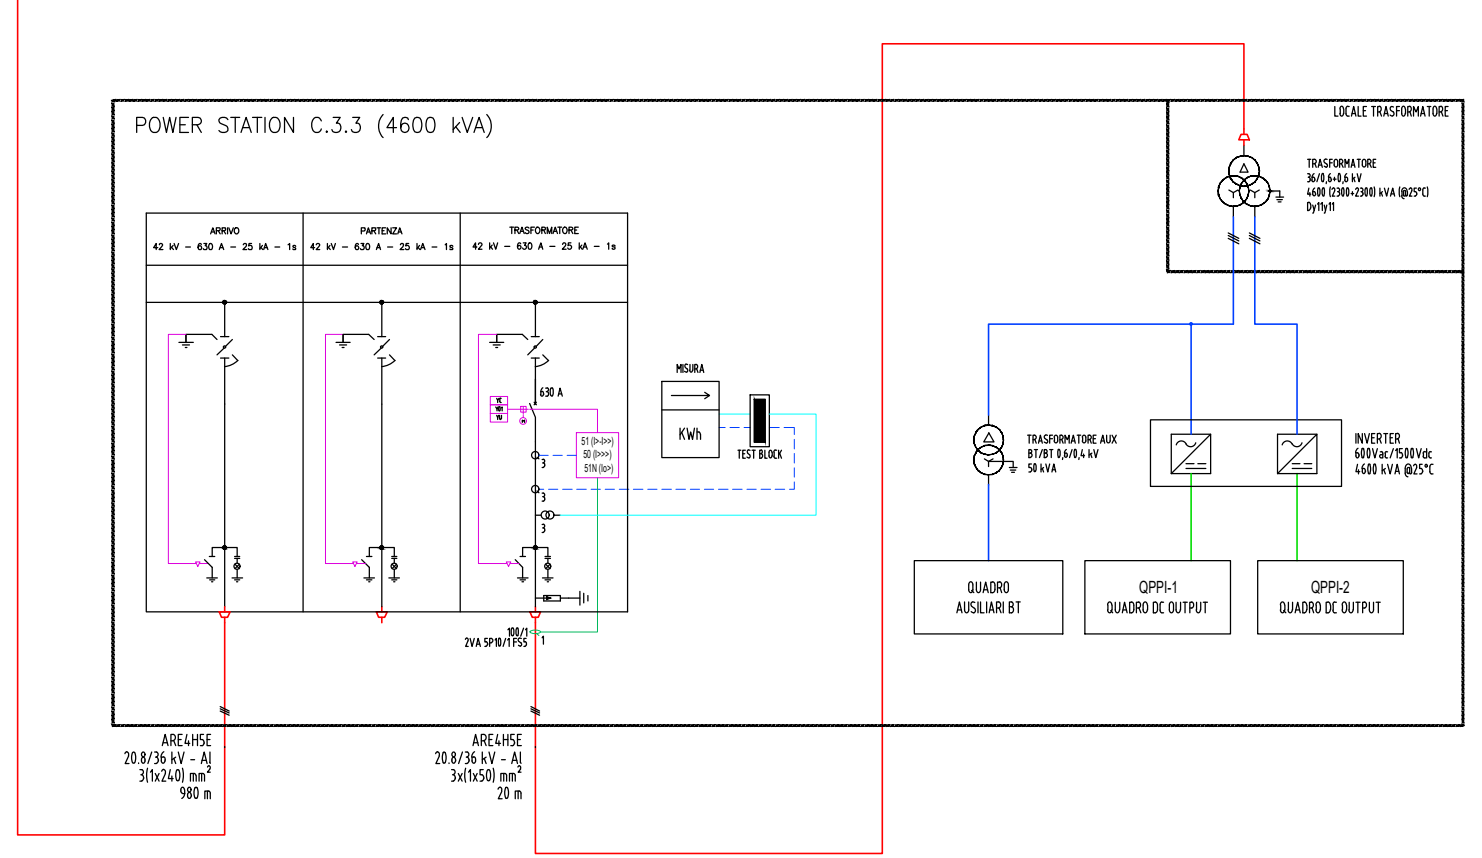 LOCALE TRASFORMATORE
POWER STATION C.3.3 (4600 kVA)
TRASFORMATORE
36/0,6+0,6 kV
4600 (2300+2300) kVA (@25°C)
Dy11y11
ARRIVO
42 kV - 630 A - 25 kA - 1s
PARTENZA
42 kV - 630 A - 25 kA - 1s
TRASFORMATORE
42 kV - 630 A - 25 kA - 1s
630 A
YC
YO1
YU
M
51 (I>-I>>)
50 (I>>>)
51N (Io>)
3
3
3
MISURA
KWh
TEST BLOCK
TRASFORMATORE AUX
BT/BT 0,6/0,4 kV
50 kVA
INVERTER
600Vac/1500Vdc
4600 kVA @25°C
QUADRO
AUSILIARI BT
QPPI-1
QUADRO DC OUTPUT
QPPI-2
QUADRO DC OUTPUT
100/1
2VA 5P10/1 FS5
1
ARE4H5E
20.8/36 kV - Al
3(1x240) mm²
980 m
ARE4H5E
20.8/36 kV - Al
3x(1x50) mm²
20 m